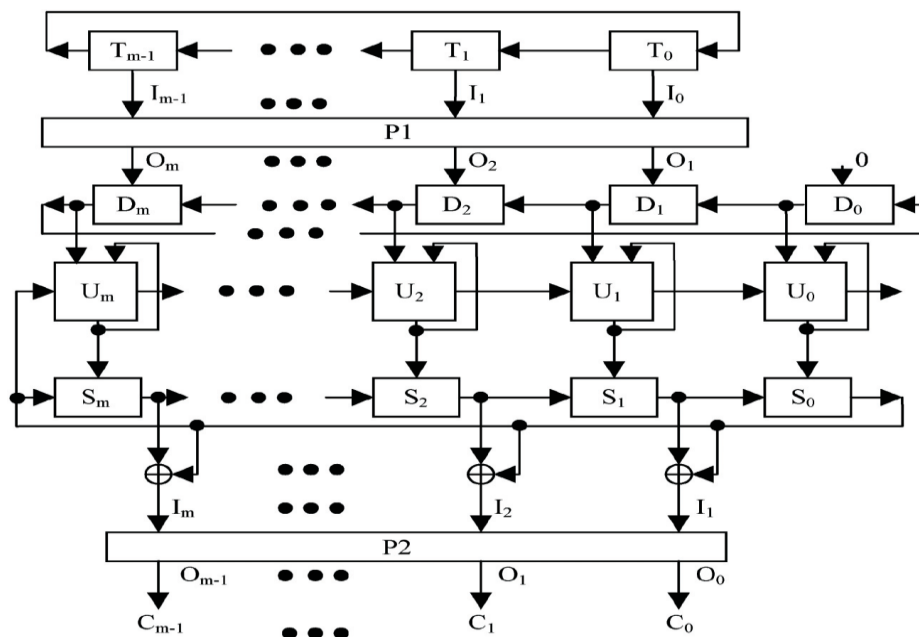 T_{m-1} T_1 T_0
I_{m-1} I_1 I_0
P1
O_m O_2 O_1 0
D_m D_2 D_1 D_0
U_m U_2 U_1 U_0
S_m S_2 S_1 S_0
I_m I_2 I_1
P2
O_{m-1} O_1 O_0
C_{m-1} C_1 C_0